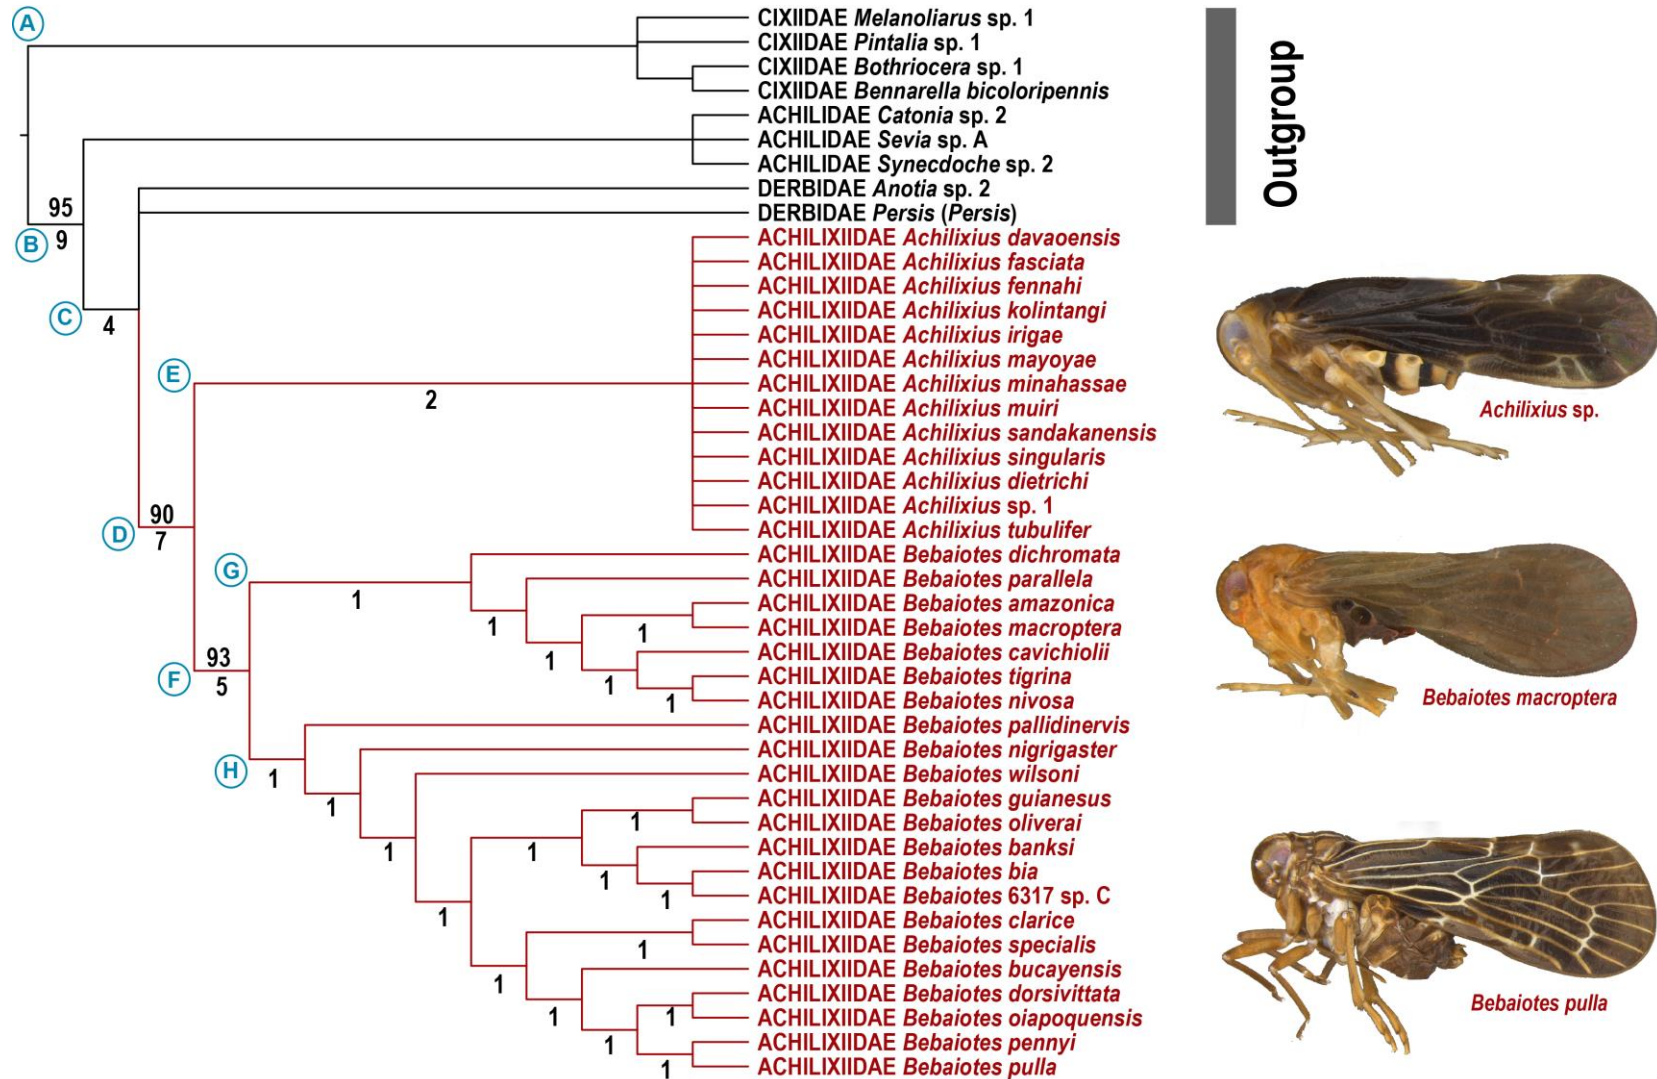 A
CIXIIDAE Melanoliarus sp. 1
CIXIIDAE Pintalia sp. 1
CIXIIDAE Bothriocera sp. 1
CIXIIDAE Bennarella bicoloripennis
ACHILIDAE Catonia sp. 2
ACHILIDAE Sevia sp. A
ACHILIDAE Synecdoche sp. 2
DERBIDAE Anotia sp. 2
95
DERBIDAE Persis (Persis)
B
9
ACHILIXIIDAE Achilixius davaoensis
ACHILIXIIDAE Achilixius fasciata
ACHILIXIIDAE Achilixius fennahi
ACHILIXIIDAE Achilixius kolintangi
C
4
ACHILIXIIDAE Achilixius irigae
ACHILIXIIDAE Achilixius mayoyae
E
ACHILIXIIDAE Achilixius minahassae
2
ACHILIXIIDAE Achilixius muiri
ACHILIXIIDAE Achilixius sandakanensis
ACHILIXIIDAE Achilixius singularis
ACHILIXIIDAE Achilixius dietrichi
ACHILIXIIDAE Achilixius sp. 1
90
D
7
ACHILIXIIDAE Achilixius tubulifer
ACHILIXIIDAE Bebaiotes dichromata
G
ACHILIXIIDAE Bebaiotes parallela
1
ACHILIXIIDAE Bebaiotes amazonica
1
1
ACHILIXIIDAE Bebaiotes macroptera
ACHILIXIIDAE Bebaiotes cavichiolii
93
1
F
5
1
ACHILIXIIDAE Bebaiotes tigrina
1
ACHILIXIIDAE Bebaiotes nivosa
ACHILIXIIDAE Bebaiotes pallidinervis
ACHILIXIIDAE Bebaiotes nigrigaster
H
1
ACHILIXIIDAE Bebaiotes wilsoni
1
ACHILIXIIDAE Bebaiotes guianesus
1
ACHILIXIIDAE Bebaiotes oliverai
1
1
ACHILIXIIDAE Bebaiotes banksi
1
ACHILIXIIDAE Bebaiotes bia
1
ACHILIXIIDAE Bebaiotes 6317 sp. C
1
ACHILIXIIDAE Bebaiotes clarice
1
ACHILIXIIDAE Bebaiotes specialis
ACHILIXIIDAE Bebaiotes bucayensis
1
ACHILIXIIDAE Bebaiotes dorsivittata
1
1
ACHILIXIIDAE Bebaiotes oiapoquensis
1
ACHILIXIIDAE Bebaiotes pennyi
1
ACHILIXIIDAE Bebaiotes pulla
Outgroup
Achilixius sp.
Bebaiotes macroptera
Bebaiotes pulla